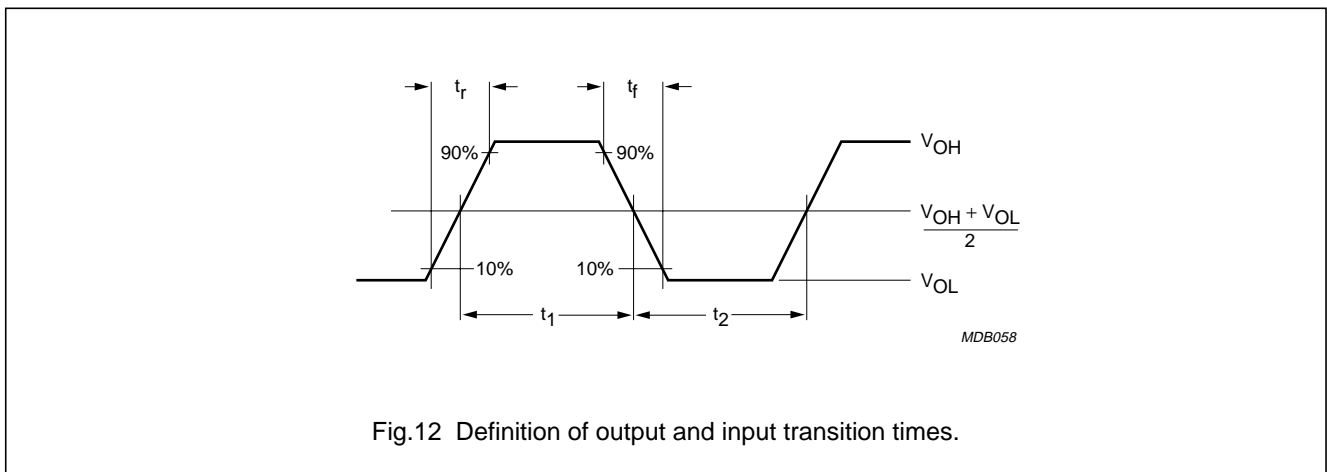 tr
tf
90%
90%
VOH
VOH + VOL
2
10%
10%
VOL
t1
t2
MDB058
Fig.12 Definition of output and input transition times.